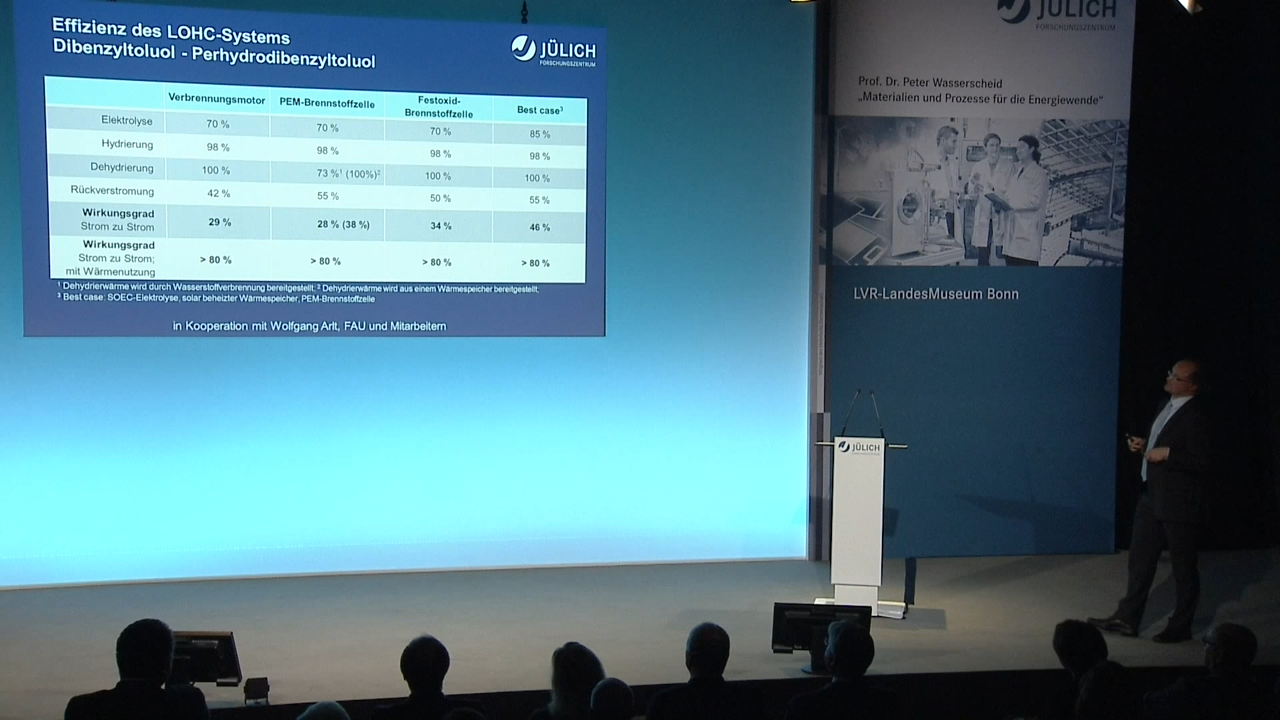 Effizienz des LOHC-Systems
Dibenzyltoluol - Perhydrodibenzyltoluol
JÜLICH
FORSCHUNGSZENTRUM
Verbrennungsmotor PEM-Brennstoffzelle Festoxid-Brennstoffzelle Best case³
Elektrolyse 70 % 70 % 70 % 85 %
Hydrierung 98 % 98 % 98 % 98 %
Dehydrierung 100 % 73 %¹ (100%)² 100 % 100 %
Rückverstromung 42 % 55 % 50 % 55 %
Wirkungsgrad
Strom zu Strom 29 % 28 % (38 %) 34 % 46 %
Wirkungsgrad
Strom zu Strom;
mit Wärmenutzung > 80 % > 80 % > 80 % > 80 %
¹ Dehydrierwärme wird durch Wasserstoffverbrennung bereitgestellt; ² Dehydrierwärme wird aus einem Wärmespeicher bereitgestellt;
³ Best case: SOEC-Elektrolyse, solar beheizter Wärmespeicher, PEM-Brennstoffzelle
in Kooperation mit Wolfgang Arlt, FAU und Mitarbeitern
JÜLICH
FORSCHUNGSZENTRUM
Prof. Dr. Peter Wasserscheid
„Materialien und Prozesse für die Energiewende“
LVR-LandesMuseum Bonn
JÜLICH
FORSCHUNGSZENTRUM